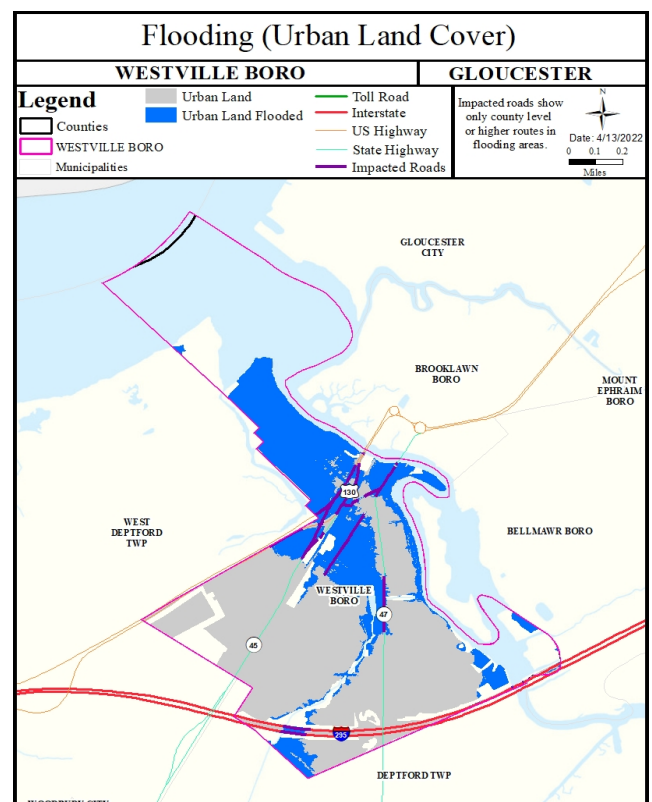 Flooding (Urban Land Cover)
WESTVILLE BORO
GLOUCESTER
Legend
Counties
WESTVILLE BORO
Municipalities
Urban Land
Urban Land Flooded
Toll Road
Interstate
US Highway
State Highway
Impacted Roads
Impacted roads show
only county level
or higher routes in
flooding areas.
N
Date: 4/13/2022
0 0.1 0.2
Miles
GLOUCESTER
CITY
BROOKLAWN
BORO
MOUNT
EPHRAIM
BORO
130
WEST
DEPTFORD
TWP
BELLMAWR BORO
WESTVILLE
BORO
47
45
295
DEPTFORD TWP
WOODBURY CITY